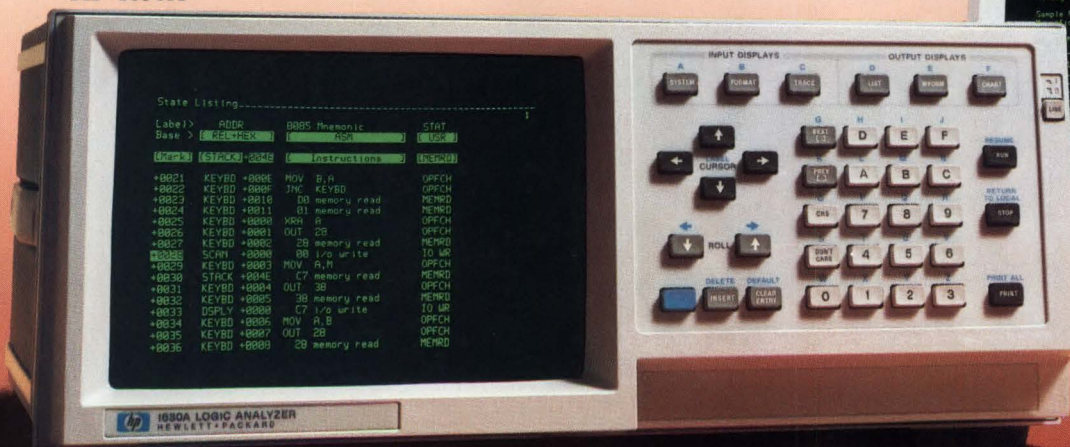 State Listing
Label> ADDR 8085 Mnemonic STAT
Base > [ REL+HEX ] [ ASM ] [ USR ]
[Mark] [STACK]+004E [ Instructions ] [MEMRD]
+0021 KEYBD +000E MOV B,A OPFCH
+0022 KEYBD +000F JNC KEYBD OPFCH
+0023 KEYBD +0010 D0 memory read MEMRD
+0024 KEYBD +0011 01 memory read MEMRD
+0025 KEYBD +0000 XRA A OPFCH
+0026 KEYBD +0001 OUT 28 OPFCH
+0027 KEYBD +0002 28 memory read MEMRD
+0028 SCAN +0000 00 i/o write IO WR
+0029 KEYBD +0003 MOV A,M OPFCH
+0030 STACK +004E C7 memory read MEMRD
+0031 KEYBD +0004 OUT 38 OPFCH
+0032 KEYBD +0005 38 memory read MEMRD
+0033 DSPLY +0000 C7 i/o write IO WR
+0034 KEYBD +0006 MOV A,B OPFCH
+0035 KEYBD +0007 OUT 28 OPFCH
+0036 KEYBD +0008 28 memory read MEMRD
hp 1630A LOGIC ANALYZER
HEWLETT • PACKARD
INPUT DISPLAYS OUTPUT DISPLAYS
A B C D E F
SYSTEM FORMAT TRACE LIST WFORM CHART
G H I J
NEXT [ ] D E F
RESUME
RUN
CURSOR
PREV [ ] A B C
RETURN TO LOCAL
STOP
CHS 7 8 9
ROLL
DON'T CARE 4 5 6
DELETE DEFAULT
INSERT CLEAR ENTRY
0 1 2 3
PRINT ALL
PRINT
LINE